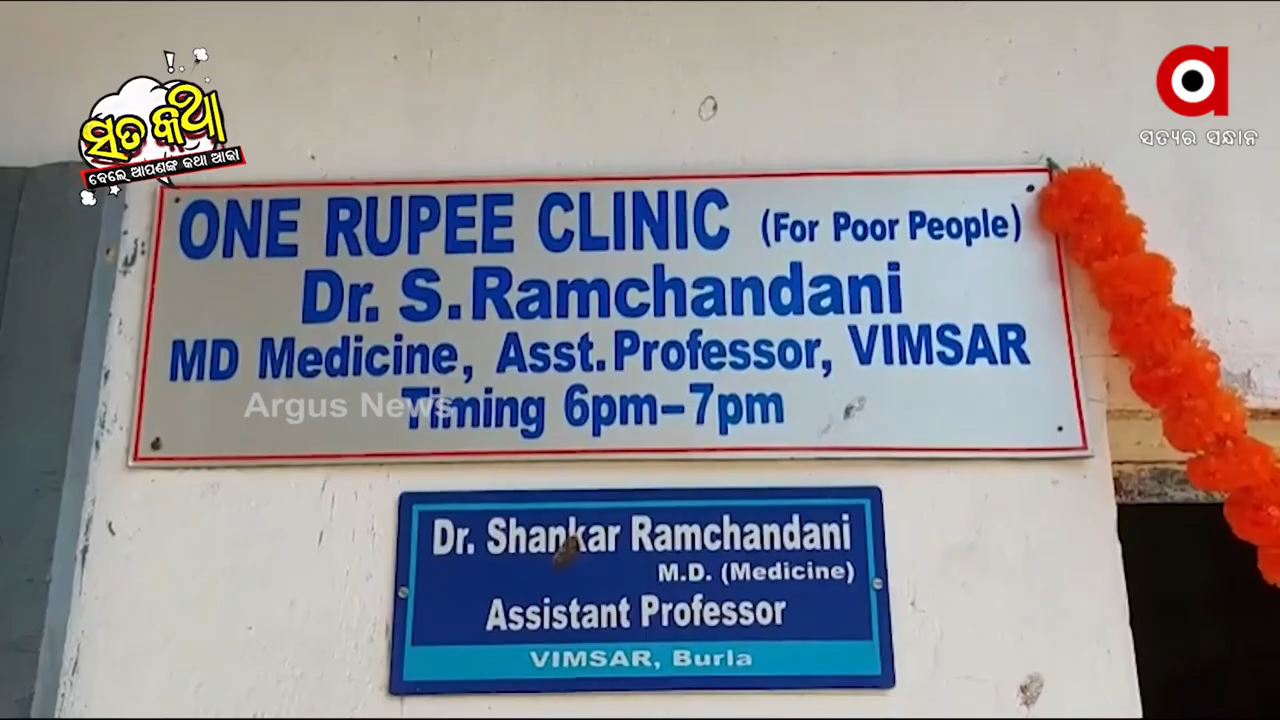 ସତ କଥା
ବେଲେ ଆପଣଙ୍କ କଥା ଆକା
a
ସତ୍ୟର ସନ୍ଧାନ
ONE RUPEE CLINIC (For Poor People)
Dr. S.Ramchandani
MD Medicine, Asst.Professor, VIMSAR
Timing 6pm-7pm
Argus News
Dr. Shankar Ramchandani
M.D. (Medicine)
Assistant Professor
VIMSAR, Burla